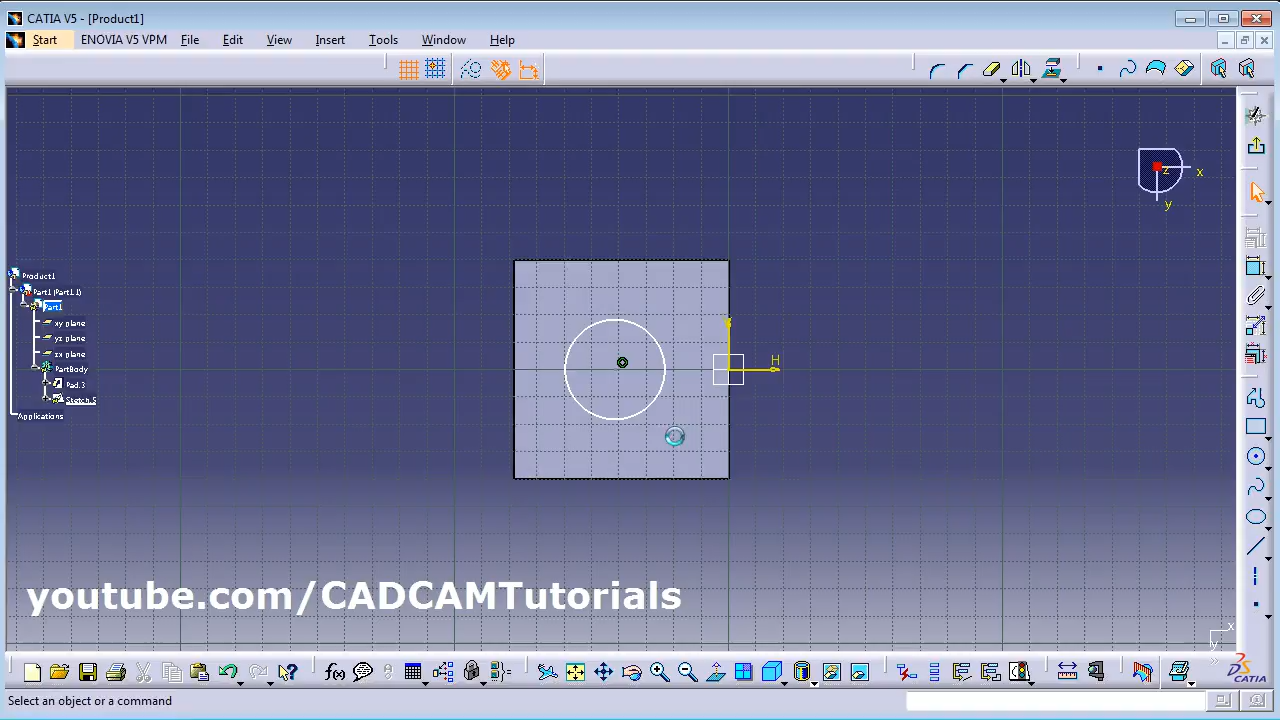 CATIA V5 - [Product1]
Start ENOVIA V5 VPM File Edit View Insert Tools Window Help
z x
y
Product1
Part1 (Part1.1)
Part1
xy plane
yz plane
zx plane
PartBody
Pad.3
Sketch.5
Applications
V
H
youtube.com/CADCAMTutorials
x
y
f(x)
CATIA
Select an object or a command